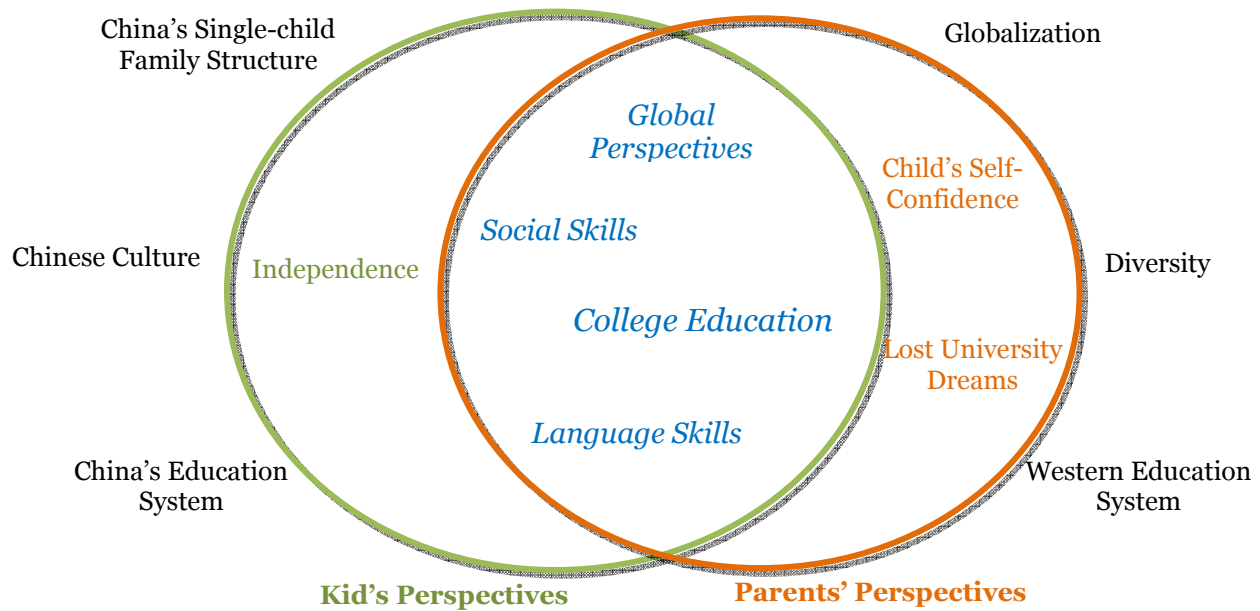 China's Single-child
Family Structure
Globalization
Global
Perspectives
Child's Self-
Confidence
Social Skills
Chinese Culture
Independence
Diversity
College Education
Lost University
Dreams
Language Skills
China's Education
System
Western Education
System
Kid's Perspectives
Parents' Perspectives